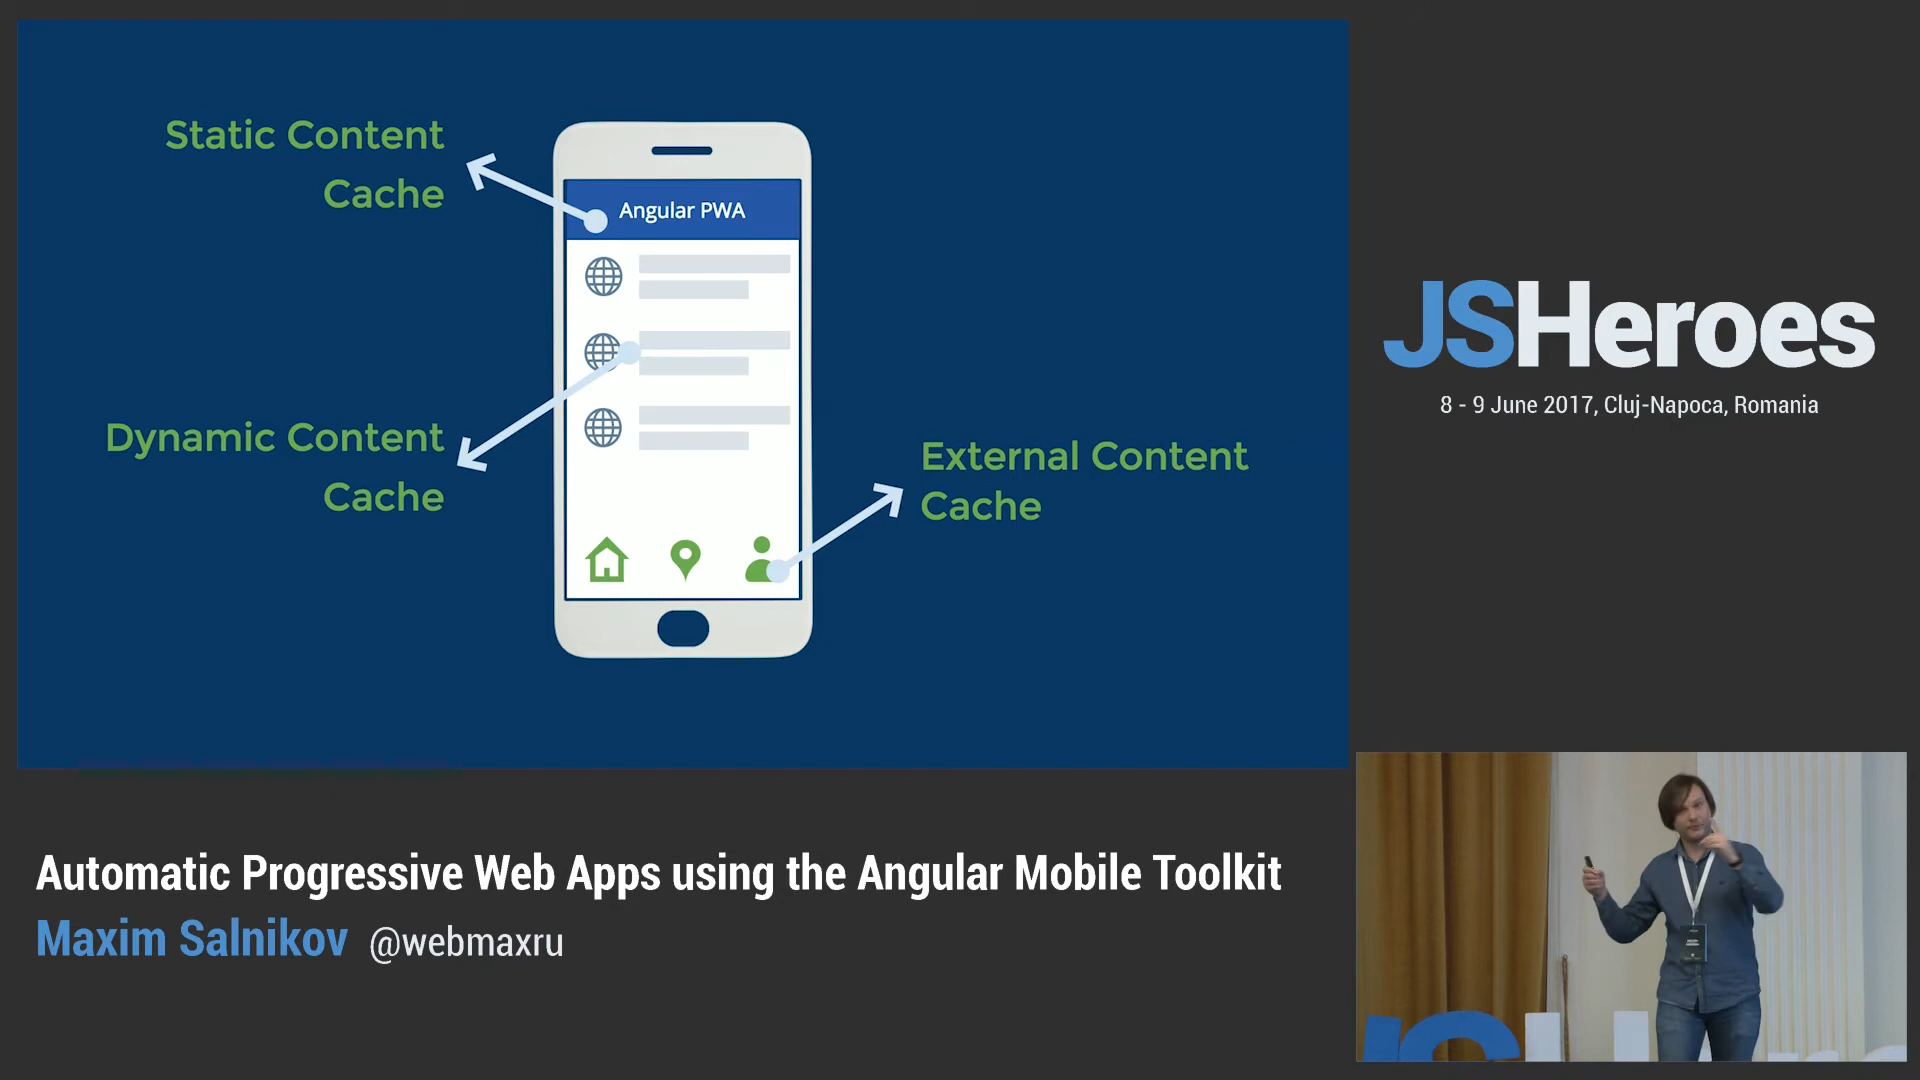 Static Content
Cache
Angular PWA
Dynamic Content
Cache
External Content
Cache
JSHeroes
8 - 9 June 2017, Cluj-Napoca, Romania
Automatic Progressive Web Apps using the Angular Mobile Toolkit
Maxim Salnikov @webmaxru